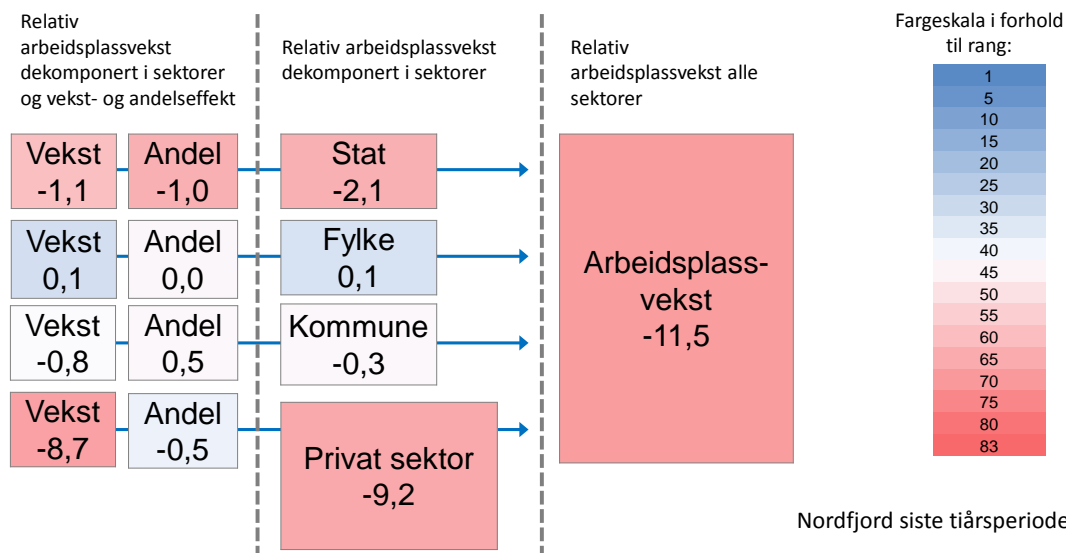 Relativ
arbeidsplassvekst
dekomponert i sektorer
og vekst- og andelseffekt
Relativ arbeidsplassvekst
dekomponert i sektorer
Relativ
arbeidsplassvekst alle
sektorer
Fargeskala i forhold
til rang:
Vekst
-1,1
Andel
-1,0
Stat
-2,1
Vekst
0,1
Andel
0,0
Fylke
0,1
Vekst
-0,8
Andel
0,5
Kommune
-0,3
Vekst
-8,7
Andel
-0,5
Privat sektor
-9,2
Arbeidsplass-
vekst
-11,5
1
5
10
15
20
25
30
35
40
45
50
55
60
65
70
75
80
83
Nordfjord siste tiårsperiode